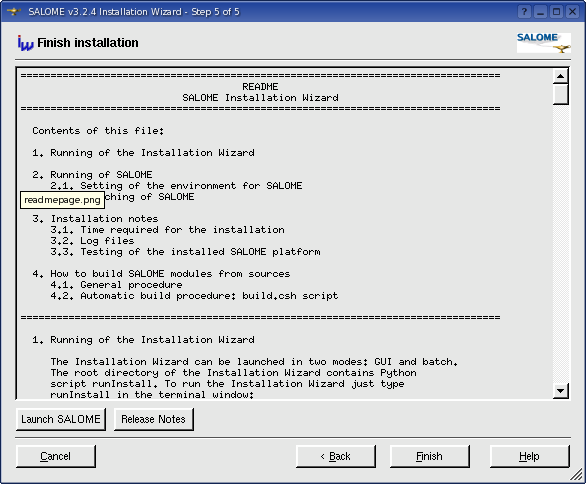 SALOME v3.2.4 Installation Wizard - Step 5 of 5
Finish installation
SALOME
================================================================================
README
SALOME Installation Wizard
================================================================================
Contents of this file:
1. Running of the Installation Wizard
2. Running of SALOME
2.1. Setting of the environment for SALOME
readmepage.png
ching of SALOME
3. Installation notes
3.1. Time required for the installation
3.2. Log files
3.3. Testing of the installed SALOME platform
4. How to build SALOME modules from sources
4.1. General procedure
4.2. Automatic build procedure: build.csh script
================================================================================
1. Running of the Installation Wizard
The Installation Wizard can be launched in two modes: GUI and batch.
The root directory of the Installation Wizard contains Python
script runInstall. To run the Installation Wizard just type
runInstall in the terminal window:
Launch SALOME
Release Notes
Cancel
< Back
Finish
Help